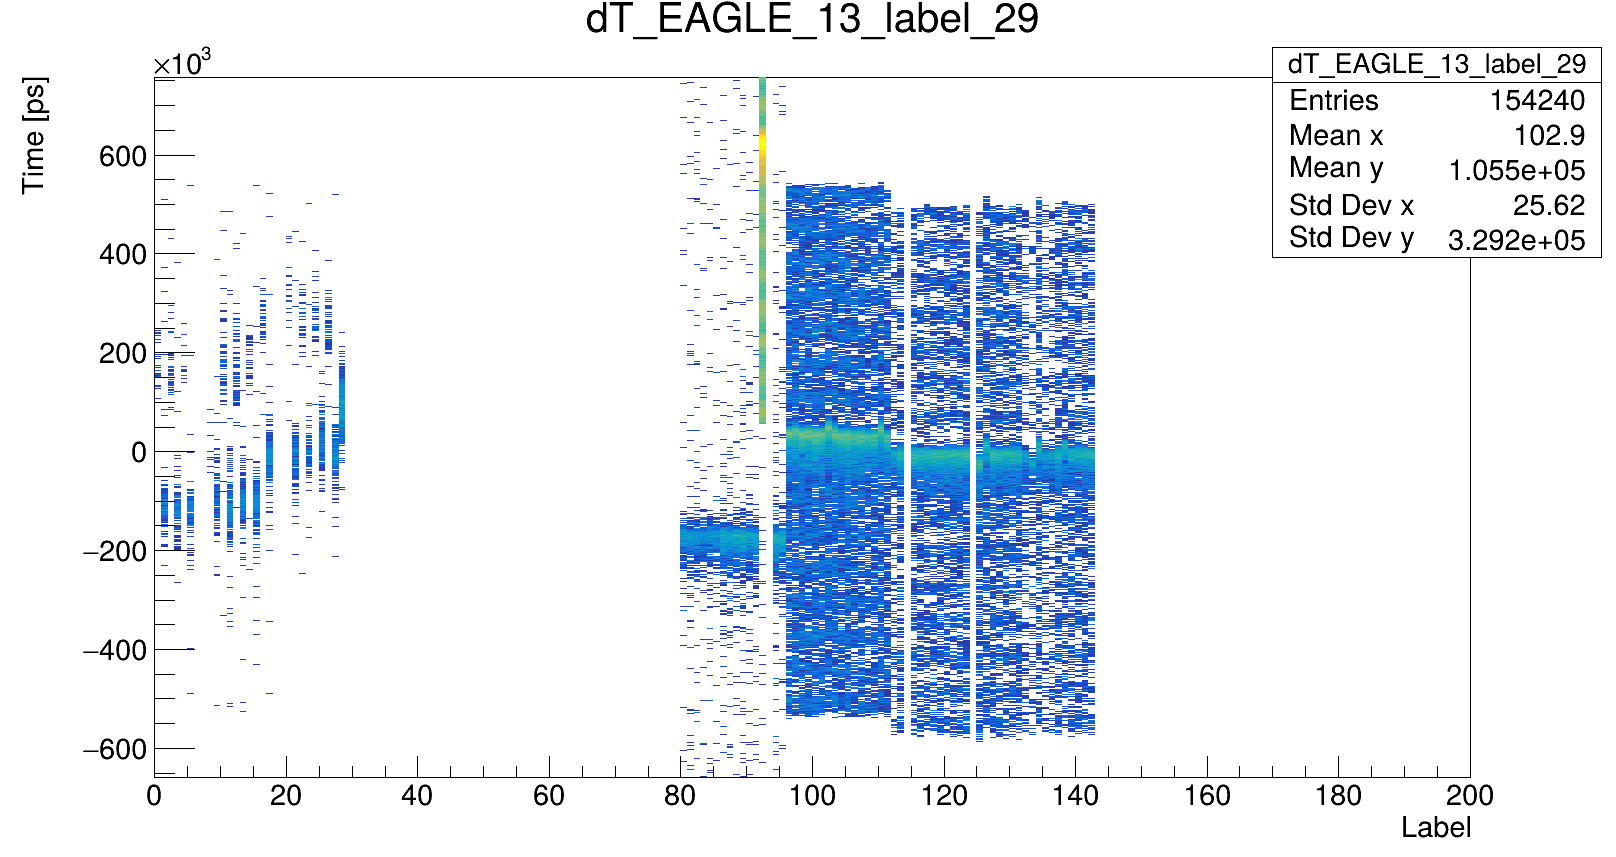 dT_EAGLE_13_label_29
×10³
Time [ps]
dT_EAGLE_13_label_29
Entries 154240
Mean x 102.9
Mean y 1.055e+05
Std Dev x 25.62
Std Dev y 3.292e+05
600
400
200
0
−200
−400
−600
0 20 40 60 80 100 120 140 160 180 200
Label